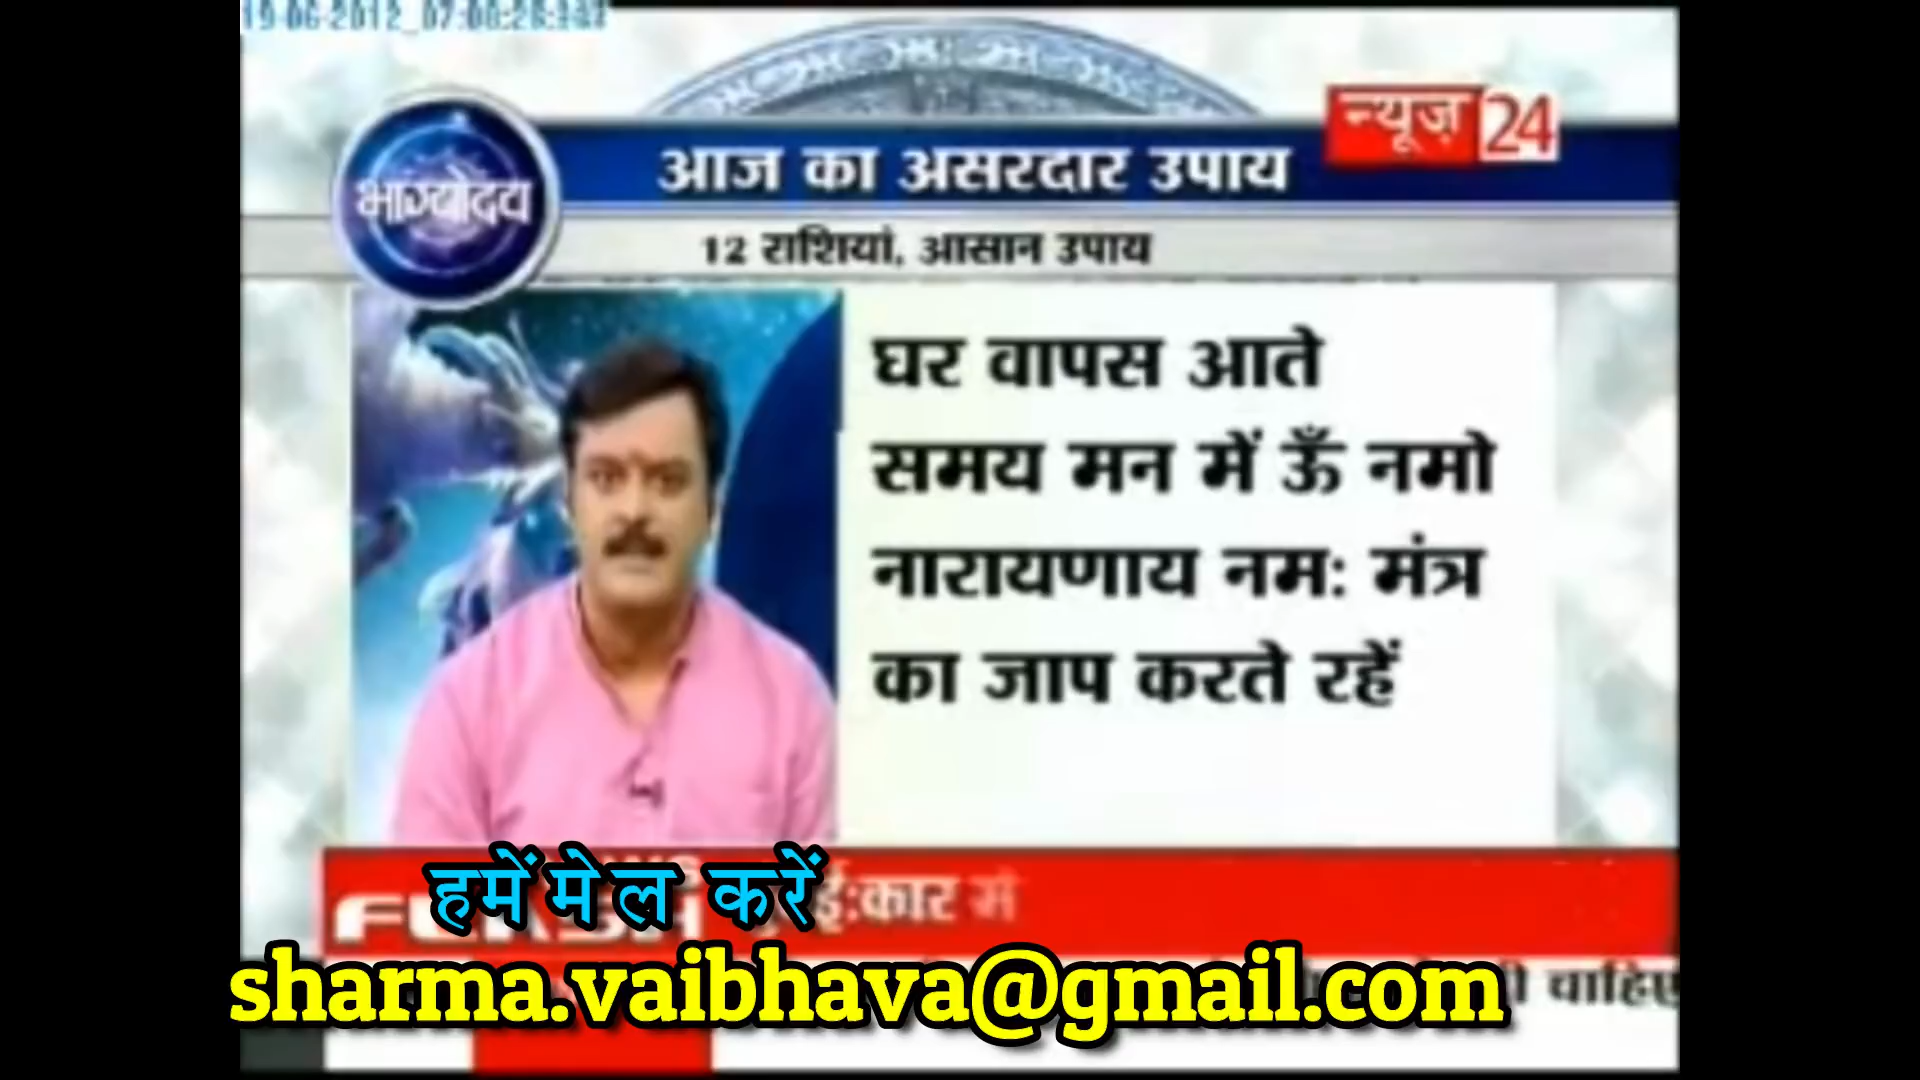 न्यूज़ 24
भाग्योदय
आज का असरदार उपाय
12 राशियां, आसान उपाय
घर वापस आते
समय मन में ऊँ नमो
नारायणाय नम: मंत्र
का जाप करते रहें
हमें मेल करें
कार में
sharma.vaibhava@gmail.com
चाहिए